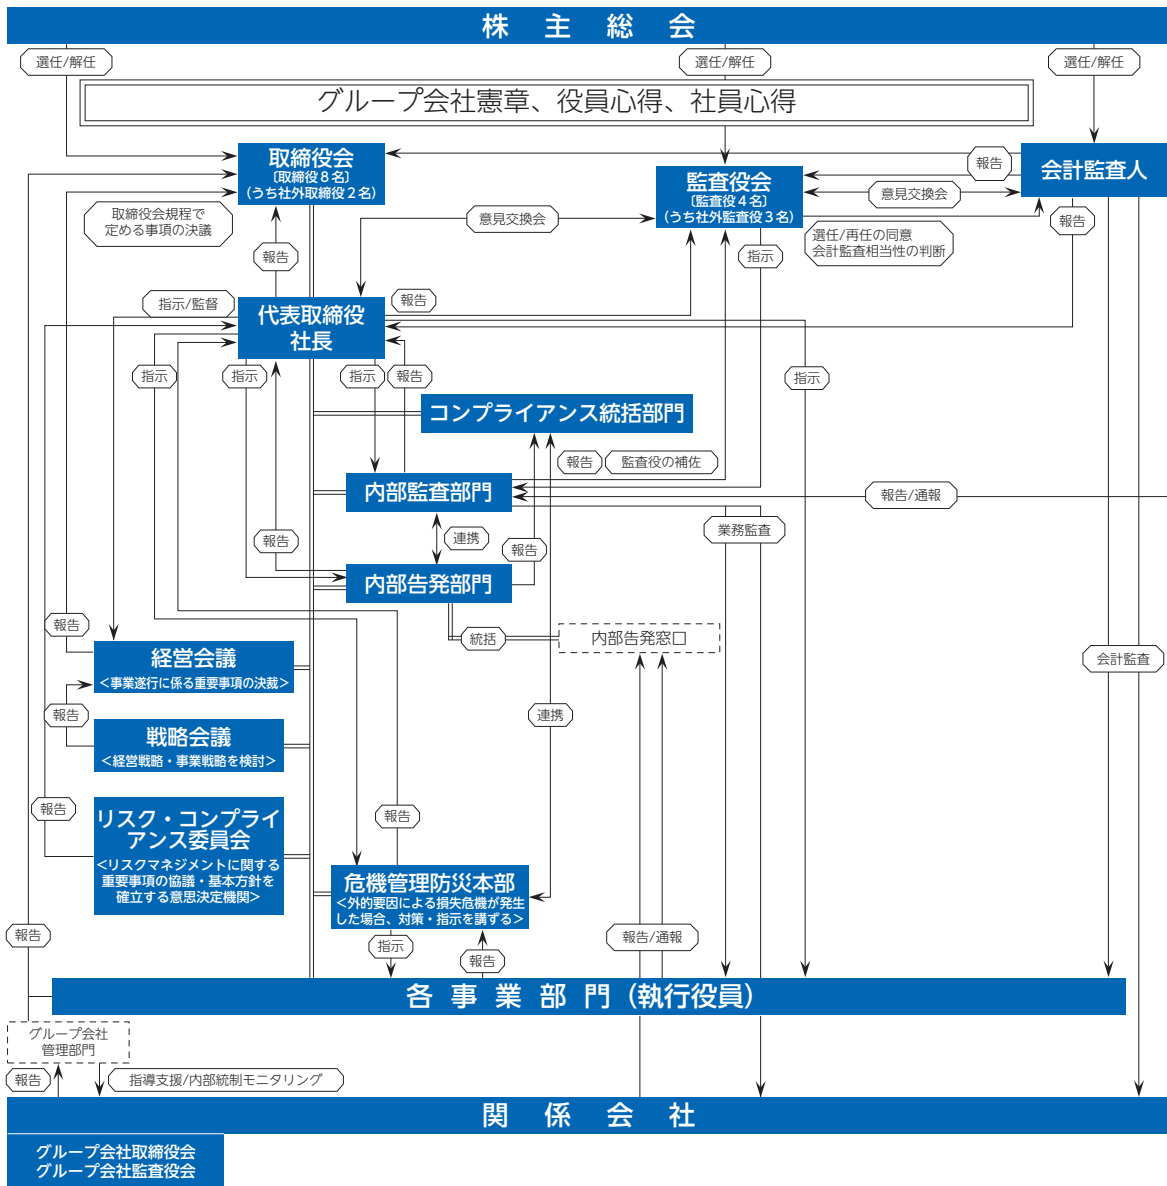 株主総会
選任/解任
選任/解任
選任/解任
グループ会社憲章、役員心得、社員心得
取締役会
〔取締役８名〕
（うち社外取締役２名）
監査役会
〔監査役４名〕
（うち社外監査役３名）
会計監査人
報告
意見交換会
取締役会規程で
定める事項の決議
意見交換会
報告
選任/再任の同意
会計監査相当性の判断
報告
指示
指示/監督
報告
代表取締役
社長
指示
指示
指示
報告
指示
コンプライアンス統括部門
報告
監査役の補佐
内部監査部門
報告/通報
業務監査
連携
報告
報告
内部告発部門
報告
統括
内部告発窓口
経営会議
＜事業遂行に係る重要事項の決裁＞
会計監査
報告
連携
戦略会議
＜経営戦略・事業戦略を検討＞
報告
報告
リスク・コンプライ
アンス委員会
＜リスクマネジメントに関する
重要事項の協議・基本方針を
確立する意思決定機関＞
危機管理防災本部
＜外的要因による損失危機が発生
した場合、対策・指示を講ずる＞
報告
指示
報告
報告/通報
各事業部門（執行役員）
グループ会社
管理部門
報告
指導支援/内部統制モニタリング
関係会社
グループ会社取締役会
グループ会社監査役会